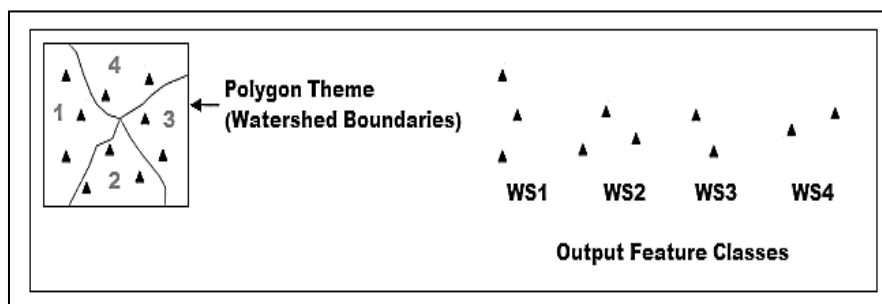 4
1
3
2
Polygon Theme
(Watershed Boundaries)
WS1 WS2 WS3 WS4
Output Feature Classes